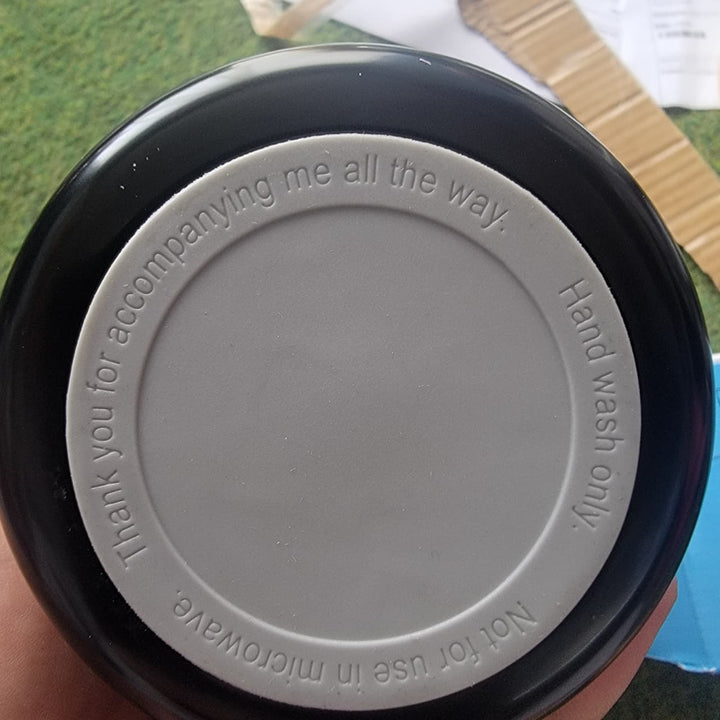 Thank you for accompanying me all the way.
Hand wash only.
Not for use in microwave.